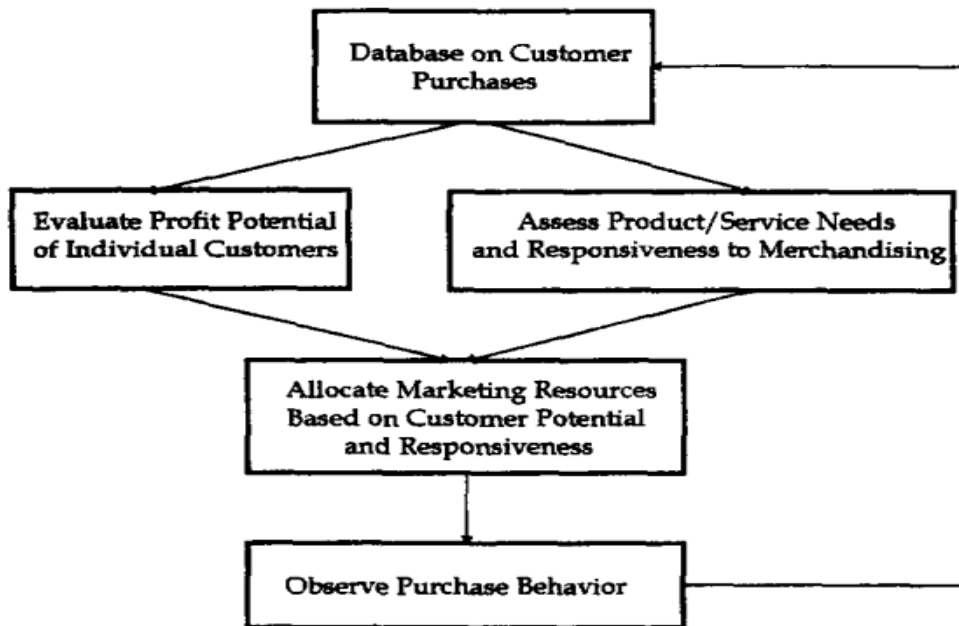 Database on Customer
Purchases
Evaluate Profit Potential
of Individual Customers
Assess Product/Service Needs
and Responsiveness to Merchandising
Allocate Marketing Resources
Based on Customer Potential
and Responsiveness
Observe Purchase Behavior